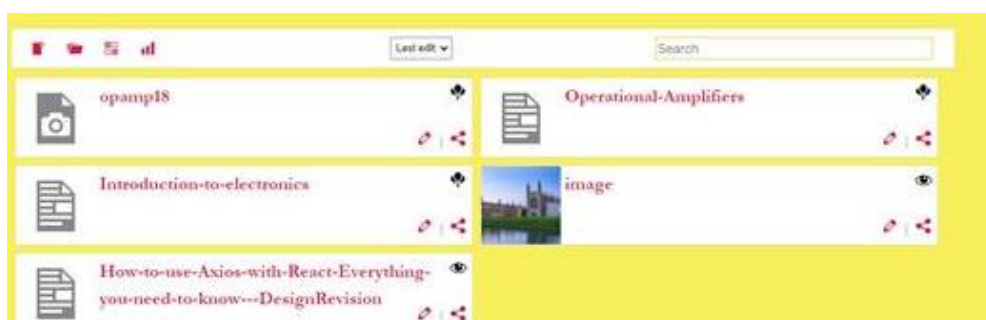 Last edit
Search
opamp18
Operational-Amplifiers
Introduction-to-electronics
image
How-to-use-Axios-with-React-Everything-
you-need-to-know---DesignRevision